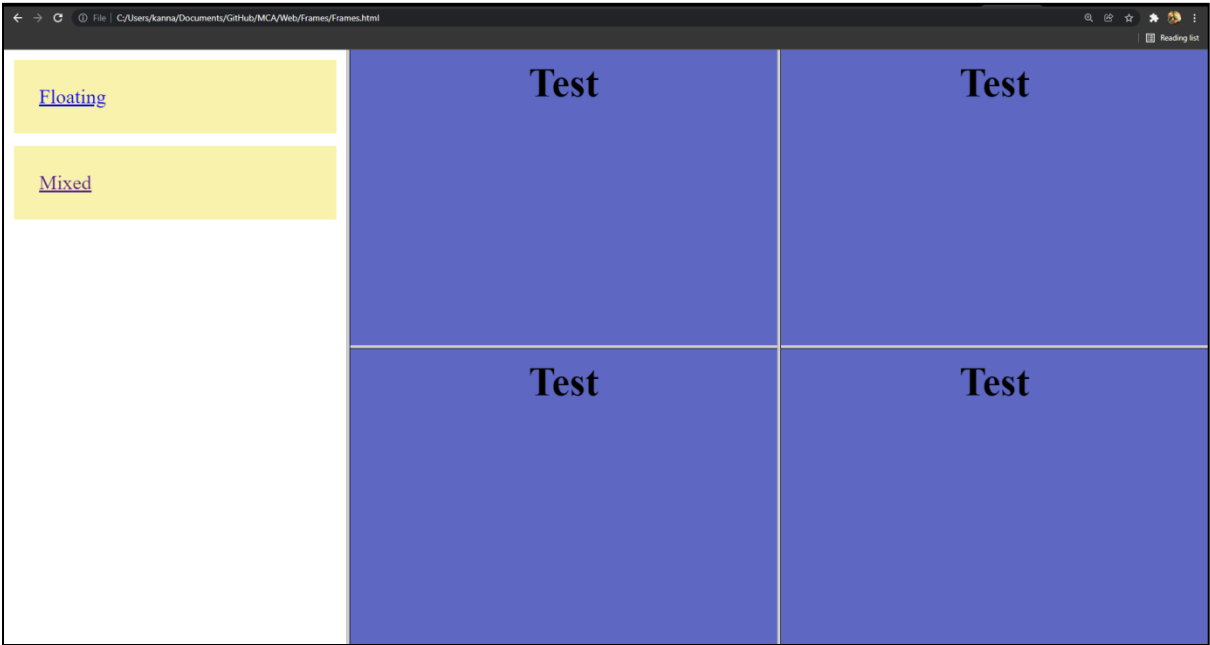 File | C:/Users/kanna/Documents/GitHub/MCA/Web/Frames/Frames.html
Reading list
Floating
Mixed
Test Test
Test Test